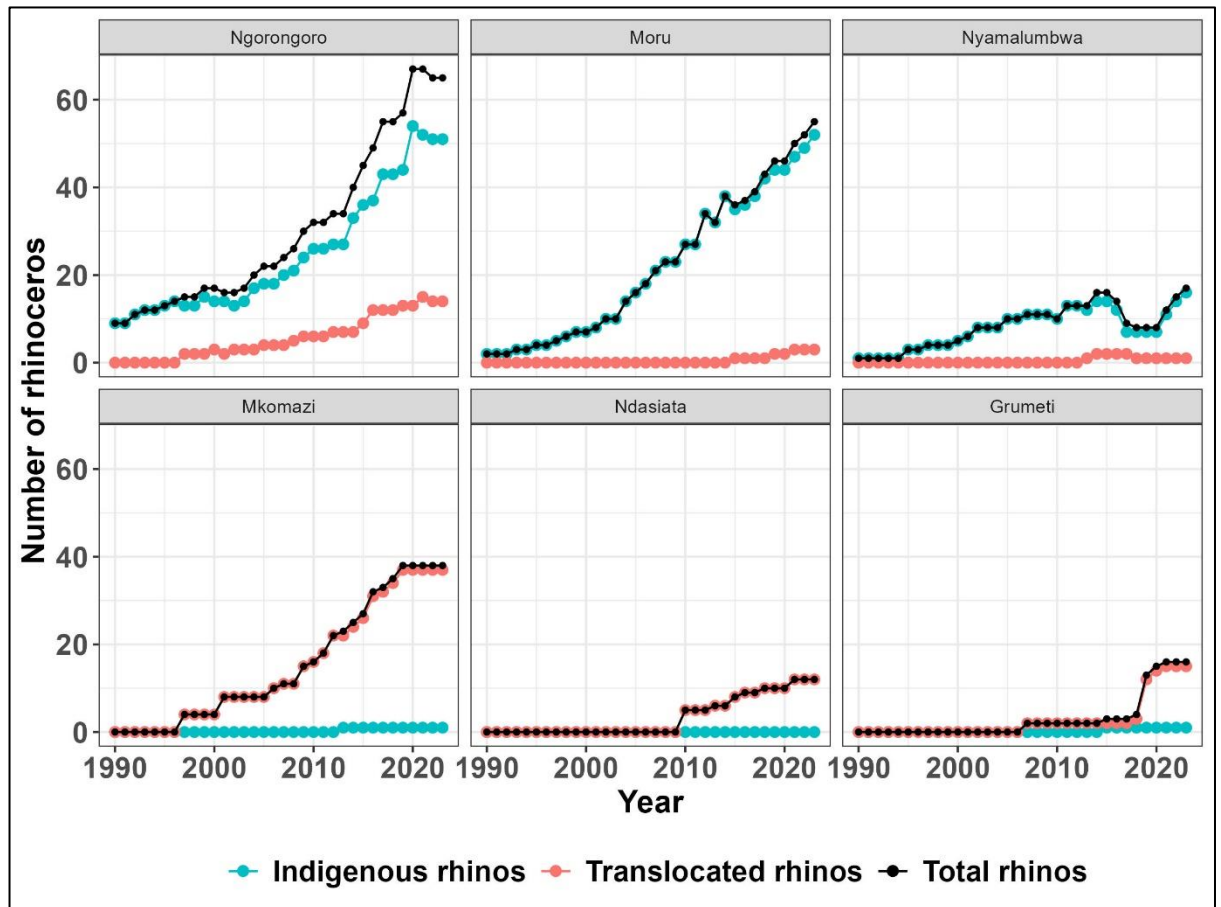 Ngorongoro Moru Nyamalumbwa
60
40
20
0
Mkomazi Ndasiata Grumeti
60
40
20
0
Number of rhinoceros
1990 2000 2010 2020 1990 2000 2010 2020 1990 2000 2010 2020
Year
Indigenous rhinos Translocated rhinos Total rhinos